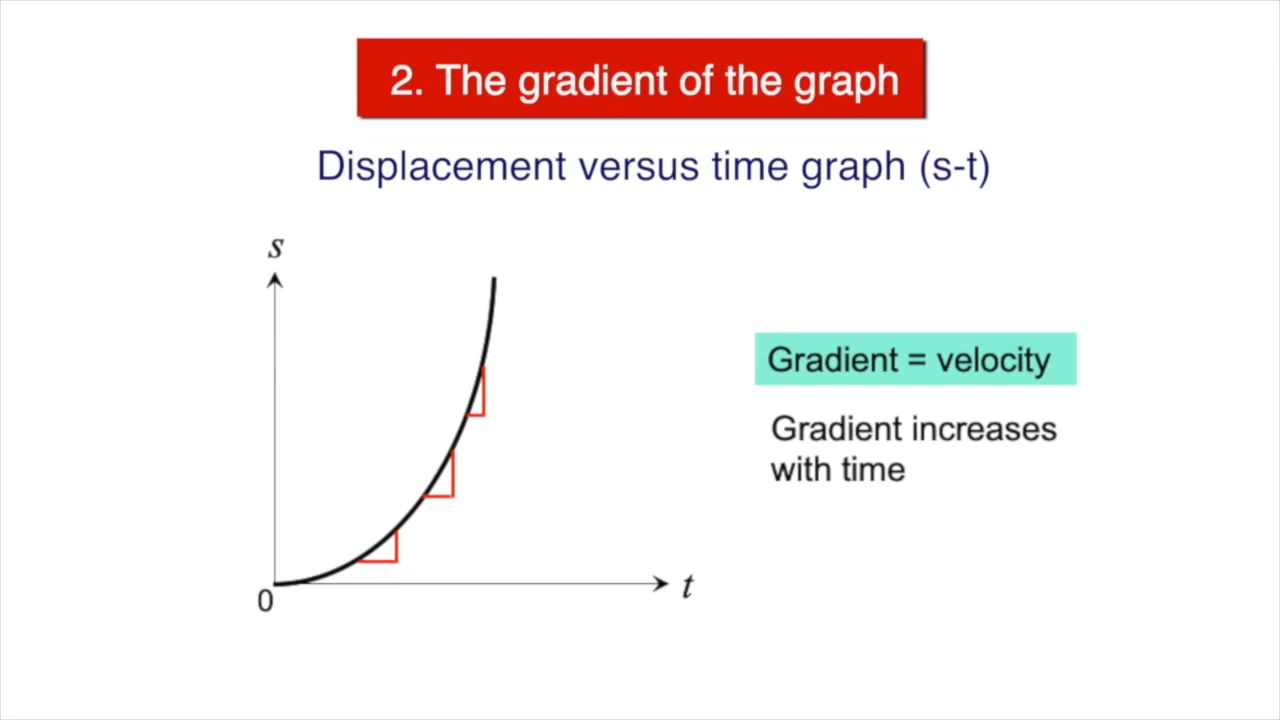 2. The gradient of the graph
Displacement versus time graph (s-t)
s
Gradient = velocity
Gradient increases
with time
t
0